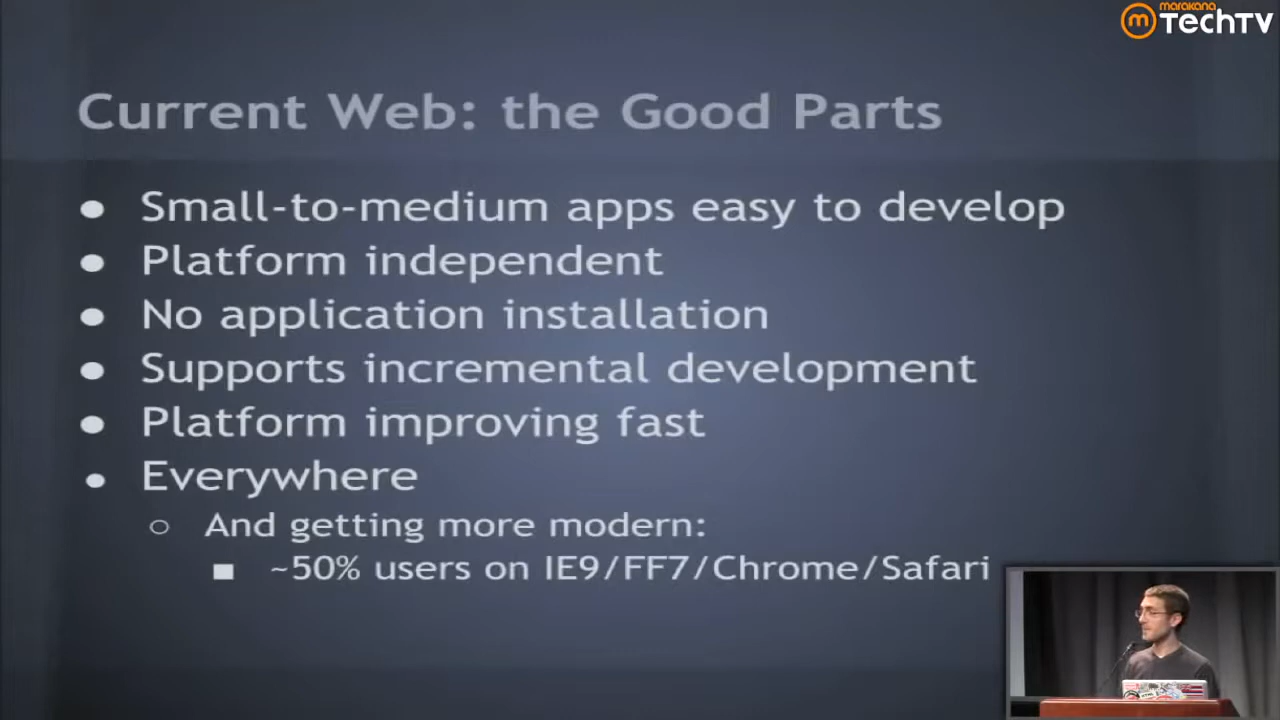 marakana
TechTV
Current Web: the Good Parts
Small-to-medium apps easy to develop
Platform independent
No application installation
Supports incremental development
Platform improving fast
Everywhere
And getting more modern:
~50% users on IE9/FF7/Chrome/Safari